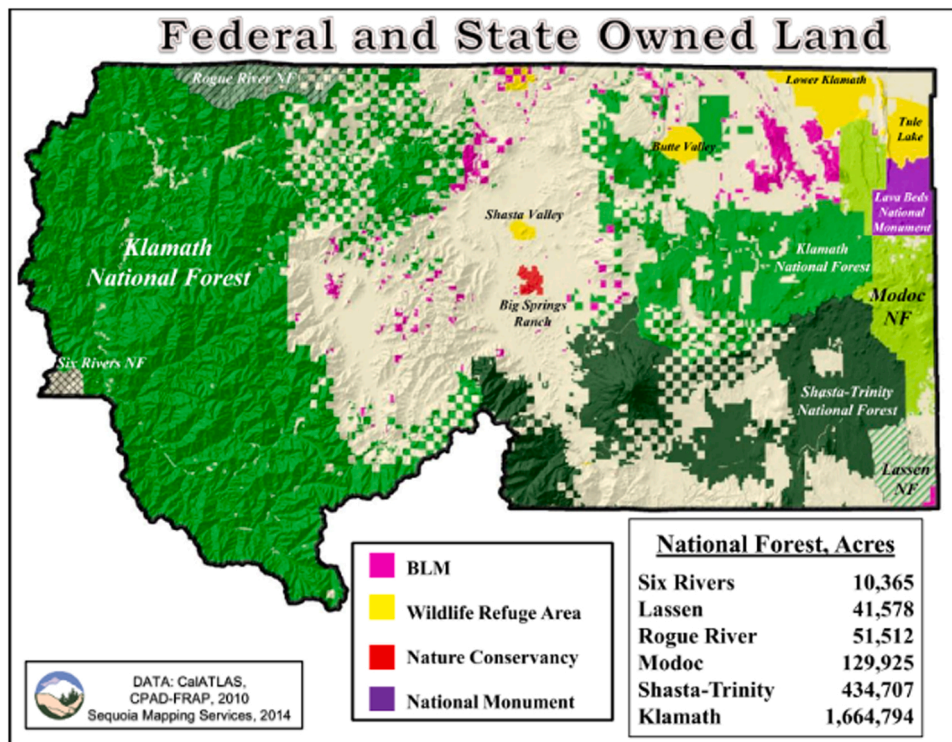 Federal and State Owned Land
Rogue River NF
Lower Klamath
Tule
Lake
Butte Valley
Lava Beds
National
Monument
Shasta Valley
Klamath
National Forest
Klamath
National Forest
Big Springs
Ranch
Modoc
NF
Six Rivers NF
Shasta-Trinity
National Forest
Lassen
NF
BLM
Wildlife Refuge Area
Nature Conservancy
National Monument
National Forest, Acres
Six Rivers 10,365
Lassen 41,578
Rogue River 51,512
Modoc 129,925
Shasta-Trinity 434,707
Klamath 1,664,794
DATA: CalATLAS,
CPAD-FRAP, 2010
Sequoia Mapping Services, 2014